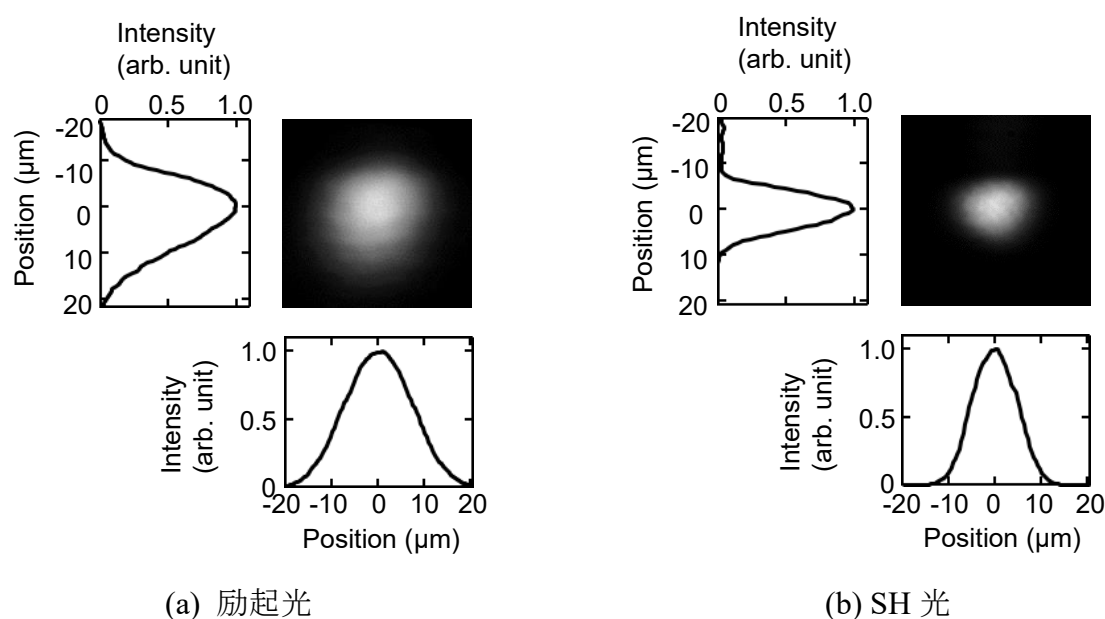 Intensity
(arb. unit)
0 0.5 1.0
Position (μm)
-20
-10
0
10
20
Intensity
(arb. unit)
1.0
0.5
0
-20 -10 0 10 20
Position (μm)
(a) 励起光
Intensity
(arb. unit)
0 0.5 1.0
Position (μm)
-20
-10
0
10
20
Intensity
(arb. unit)
1.0
0.5
0
-20 -10 0 10 20
Position (μm)
(b) SH 光